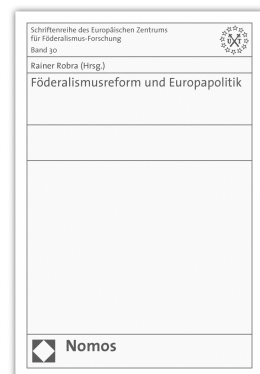 Schriftenreihe des Europäischen Zentrums
für Föderalismus-Forschung
Band 30
Rainer Robra (Hrsg.)
Föderalismusreform und Europapolitik
Nomos